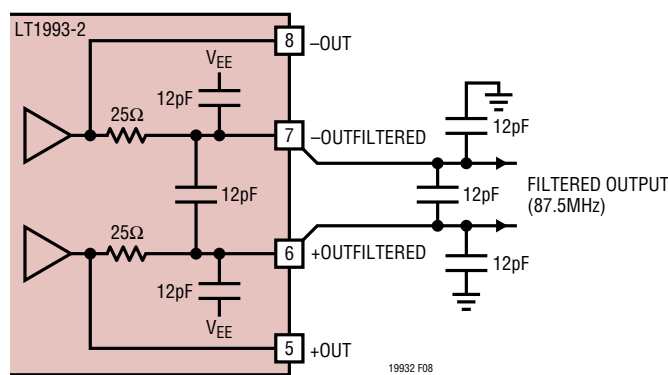 LT1993-2
8 –OUT
VEE
12pF
25Ω
7 –OUTFILTERED
12pF
12pF
12pF
FILTERED OUTPUT
(87.5MHz)
25Ω
6 +OUTFILTERED
12pF
12pF
VEE
5 +OUT
19932 F08